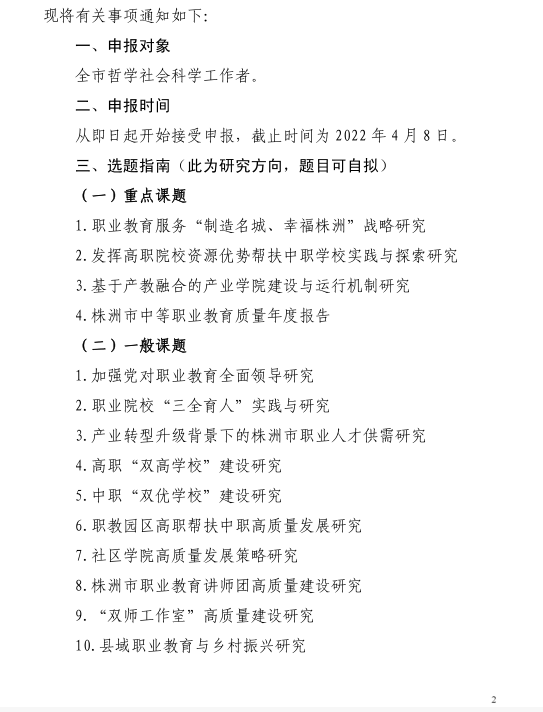 现将有关事项通知如下:
一、申报对象
全市哲学社会科学工作者。
二、申报时间
从即日起开始接受申报，截止时间为 2022 年 4 月 8 日。
三、选题指南（此为研究方向，题目可自拟）
（一）重点课题
1.职业教育服务“制造名城、幸福株洲”战略研究
2.发挥高职院校资源优势帮扶中职学校实践与探索研究
3.基于产教融合的产业学院建设与运行机制研究
4.株洲市中等职业教育质量年度报告
（二）一般课题
1.加强党对职业教育全面领导研究
2.职业院校“三全育人”实践与研究
3.产业转型升级背景下的株洲市职业人才供需研究
4.高职“双高学校”建设研究
5.中职“双优学校”建设研究
6.职教园区高职帮扶中职高质量发展研究
7.社区学院高质量发展策略研究
8.株洲市职业教育讲师团高质量建设研究
9.“双师工作室”高质量建设研究
10.县域职业教育与乡村振兴研究
2